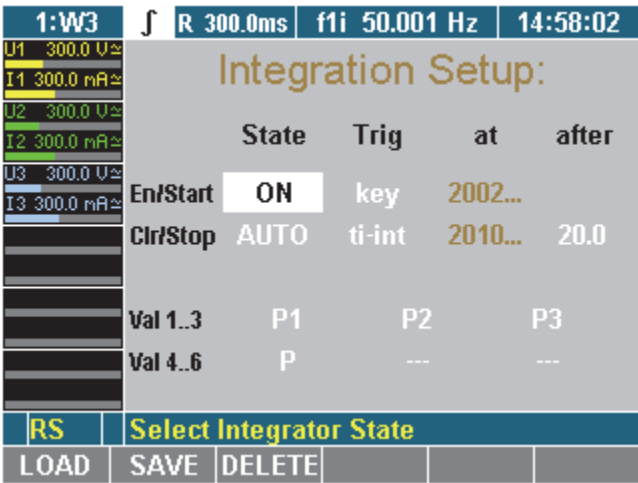 1:W3 ∫ R 300.0ms f1i 50.001 Hz 14:58:02
U1 300.0 V≂
I1 300.0 mA≂
U2 300.0 V≂
I2 300.0 mA≂
U3 300.0 V≂
I3 300.0 mA≂
Integration Setup:
State Trig at after
En/Start ON key 2002...
Clr/Stop AUTO ti-int 2010... 20.0
Val 1..3 P1 P2 P3
Val 4..6 P --- ---
RS Select Integrator State
LOAD SAVE DELETE